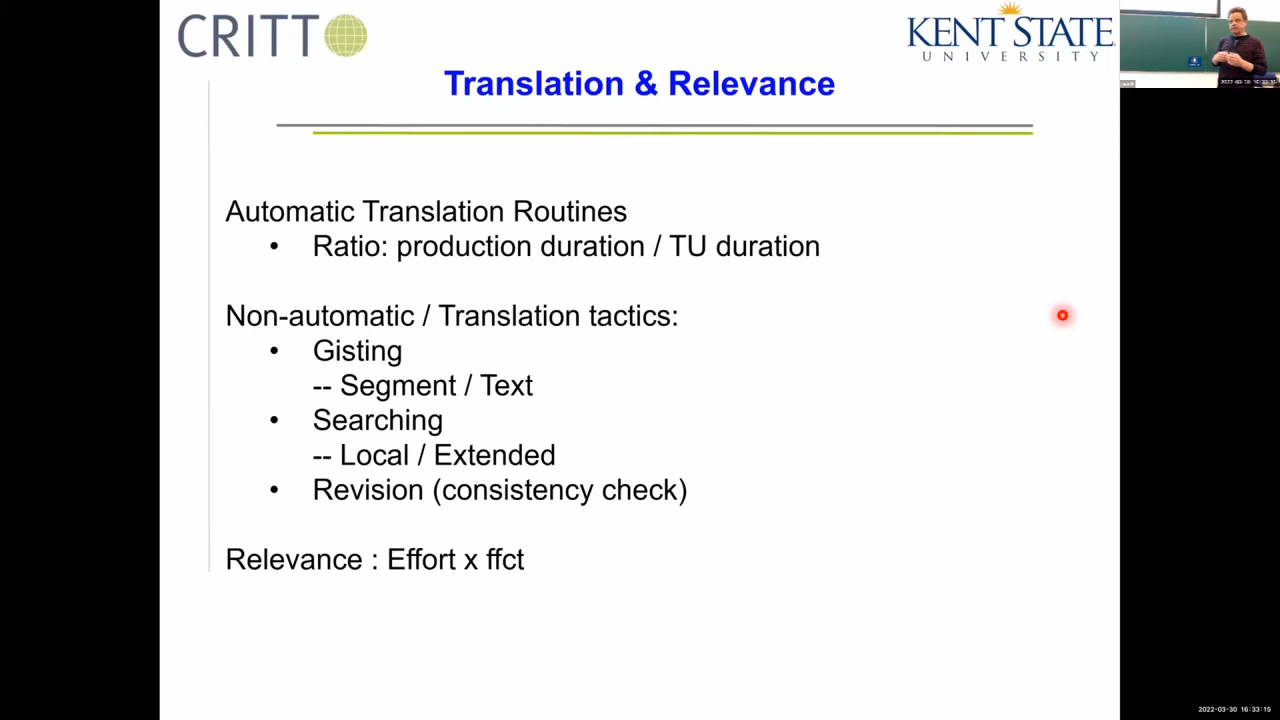 CRITT
KENT STATE
UNIVERSITY
Translation & Relevance
Automatic Translation Routines
• Ratio: production duration / TU duration
Non-automatic / Translation tactics:
• Gisting
-- Segment / Text
• Searching
-- Local / Extended
• Revision (consistency check)
Relevance : Effort x ffct
2022-03-30 16:33:15